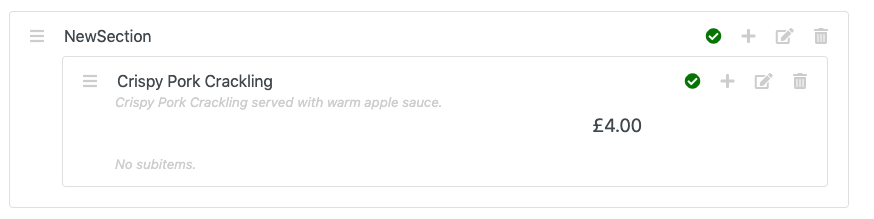 NewSection
Crispy Pork Crackling
Crispy Pork Crackling served with warm apple sauce.
£4.00
No subitems.